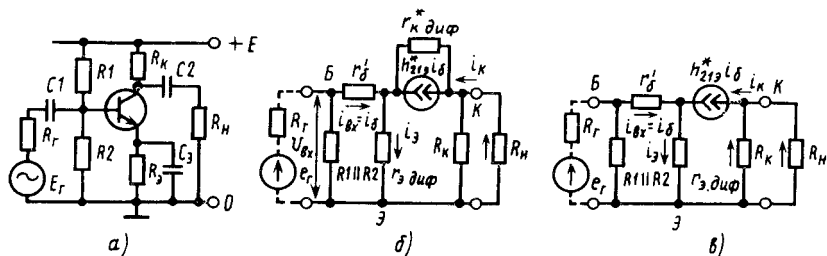 + E
R1
Rк
C2
C1
Rг
R2
Rн
Rэ
Cэ
Eг
0
а)
r*к диф
h*21э iб
iк
Б
r'б
К
Rг
iвх=iб
Uвх
iэ
Rк
Rн
eг
R1||R2
rэ диф
Э
б)
h*21э iб
iк
К
Б
r'б
Rг
iвх=iб
iэ
Rк
Rн
eг
R1||R2
rэ.диф
Э
в)